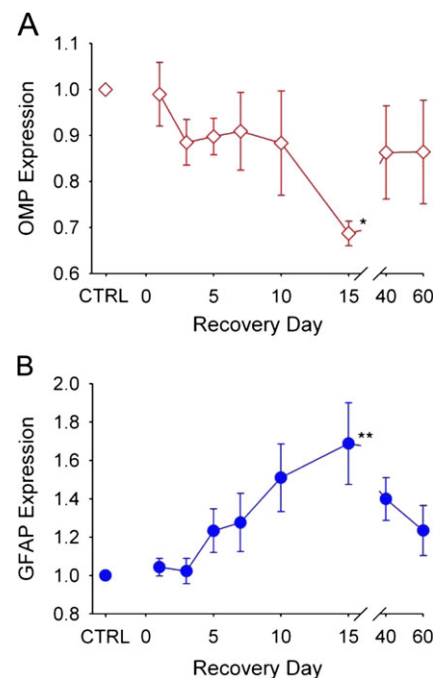 A
1.1
1.0
0.9
0.8
0.7
0.6
OMP Expression
*
CTRL 0 5 10 15 40 60
Recovery Day
B
2.0
1.8
1.6
1.4
1.2
1.0
0.8
GFAP Expression
**
CTRL 0 5 10 15 40 60
Recovery Day